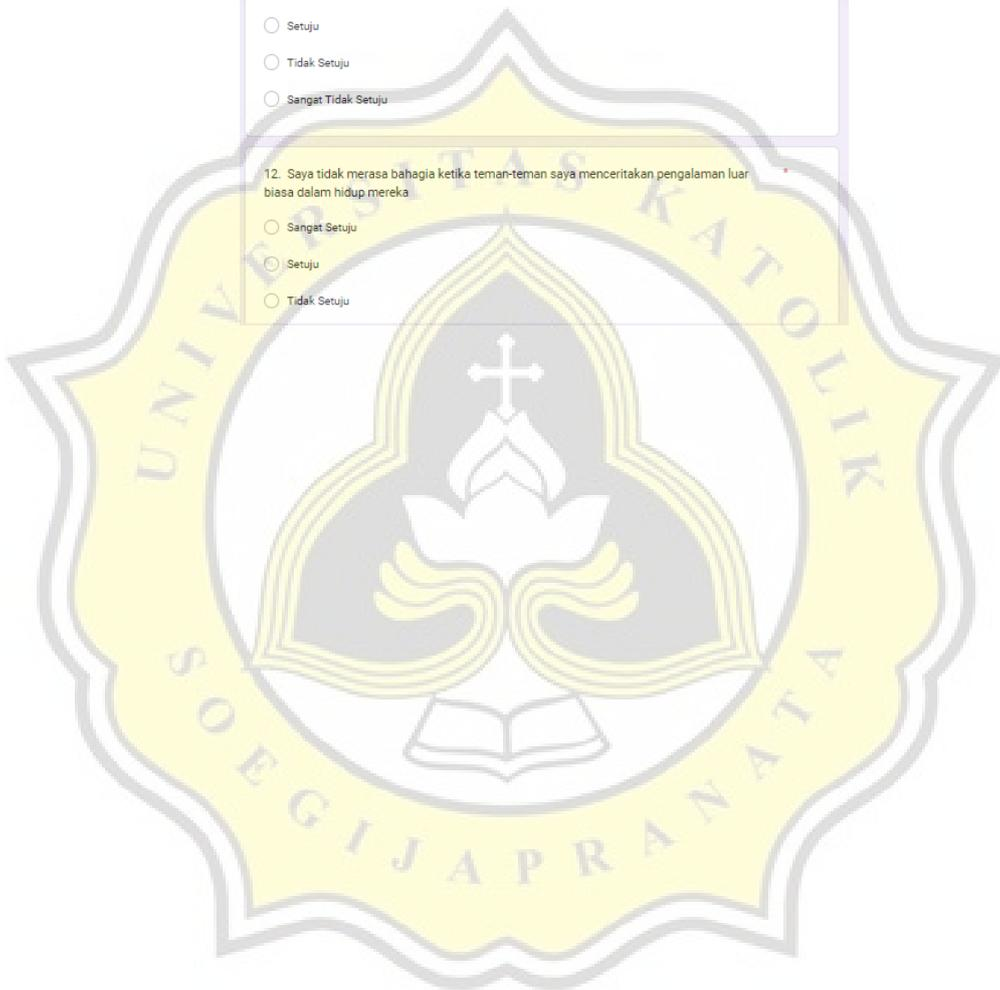 Setuju
Tidak Setuju
Sangat Tidak Setuju
12. Saya tidak merasa bahagia ketika teman-teman saya menceritakan pengalaman luar *
biasa dalam hidup mereka
Sangat Setuju
Setuju
Tidak Setuju
UNIVERSITAS KATOLIK
SOEGIJAPRANATA